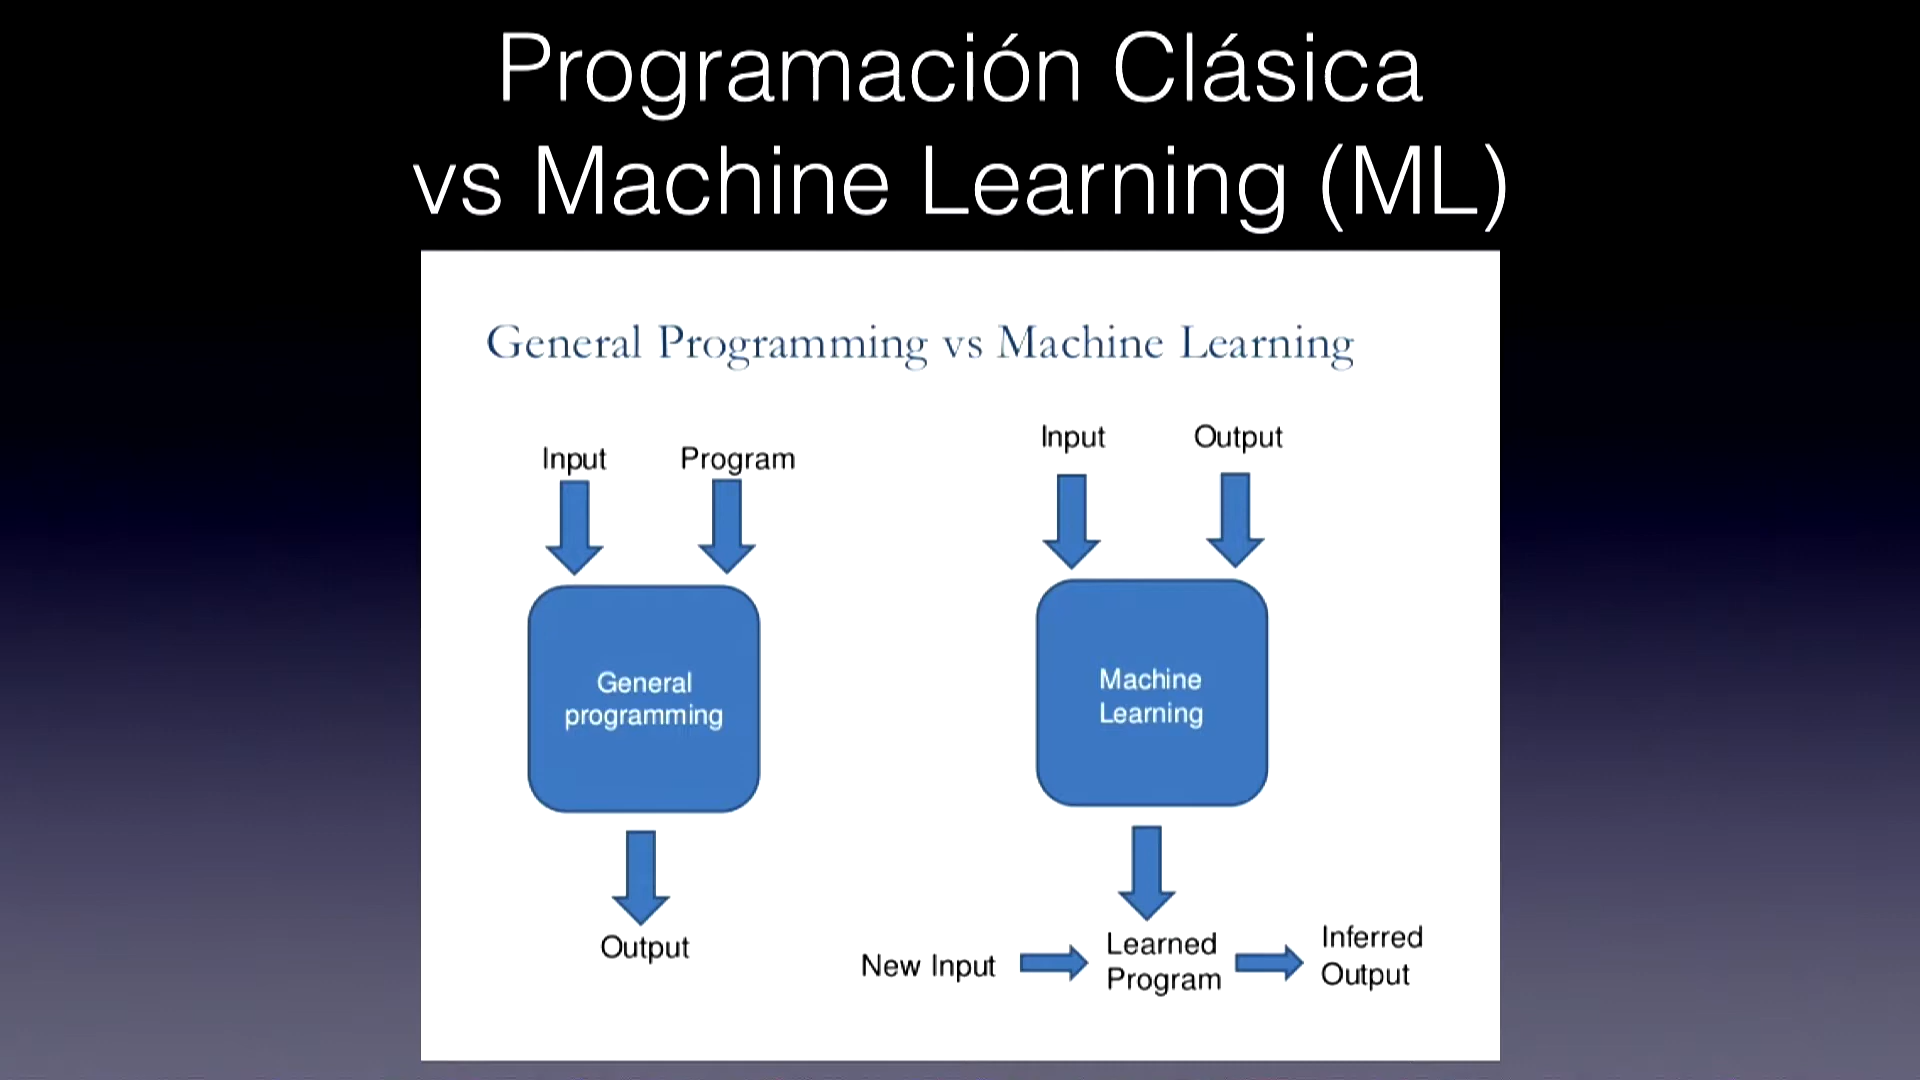 Programación Clásica
vs Machine Learning (ML)
General Programming vs Machine Learning
Input
Program
General
programming
Output
Input
Output
Machine
Learning
New Input
Learned
Program
Inferred
Output